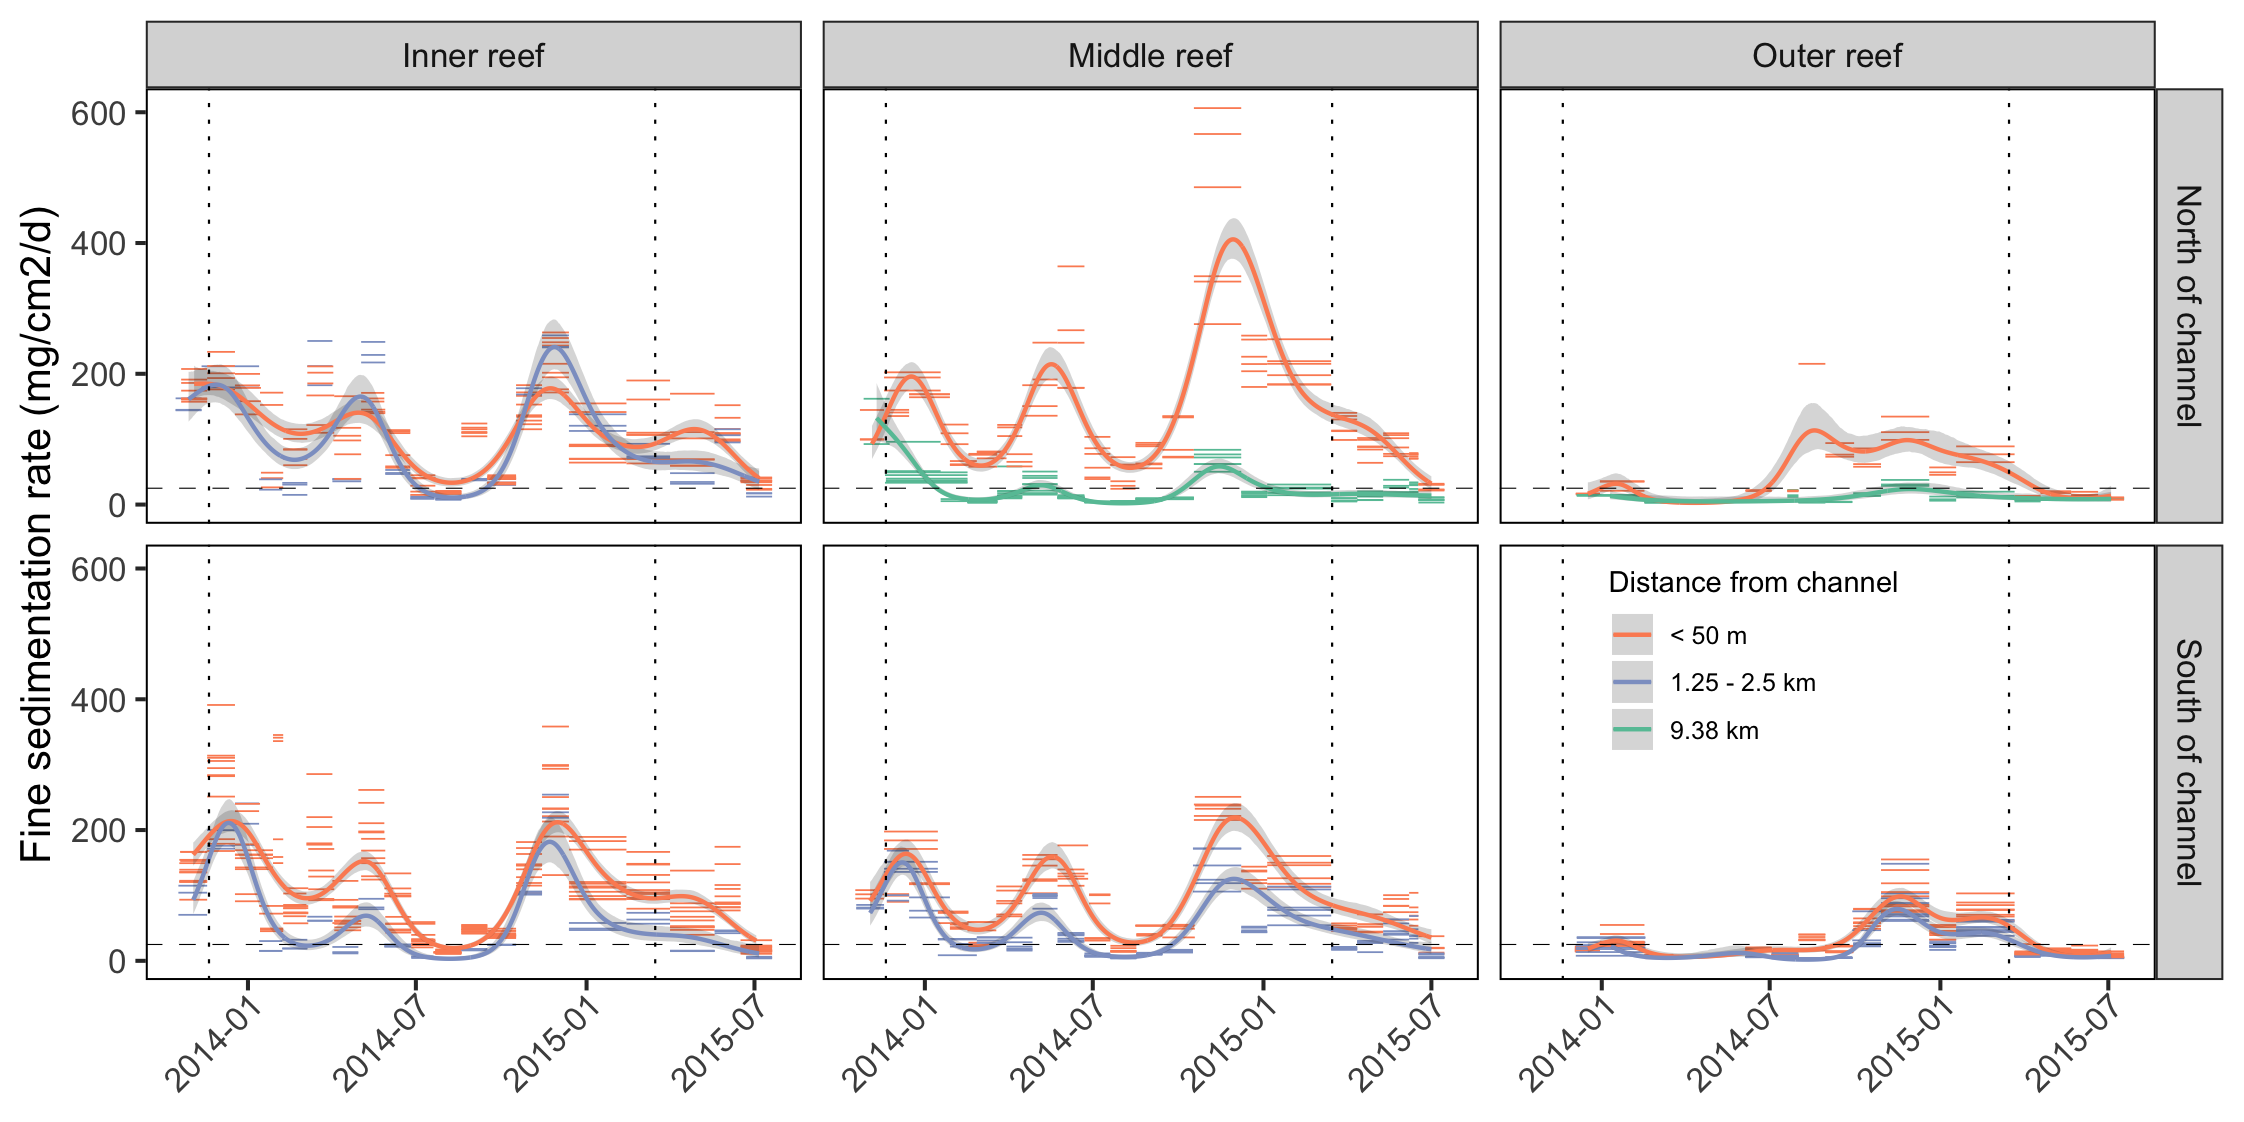 Inner reef
Middle reef
Outer reef
Fine sedimentation rate (mg/cm2/d)
600
400
200
0
North of channel
600
400
200
0
South of channel
Distance from channel
< 50 m
1.25 - 2.5 km
9.38 km
2014-01
2014-07
2015-01
2015-07
2014-01
2014-07
2015-01
2015-07
2014-01
2014-07
2015-01
2015-07